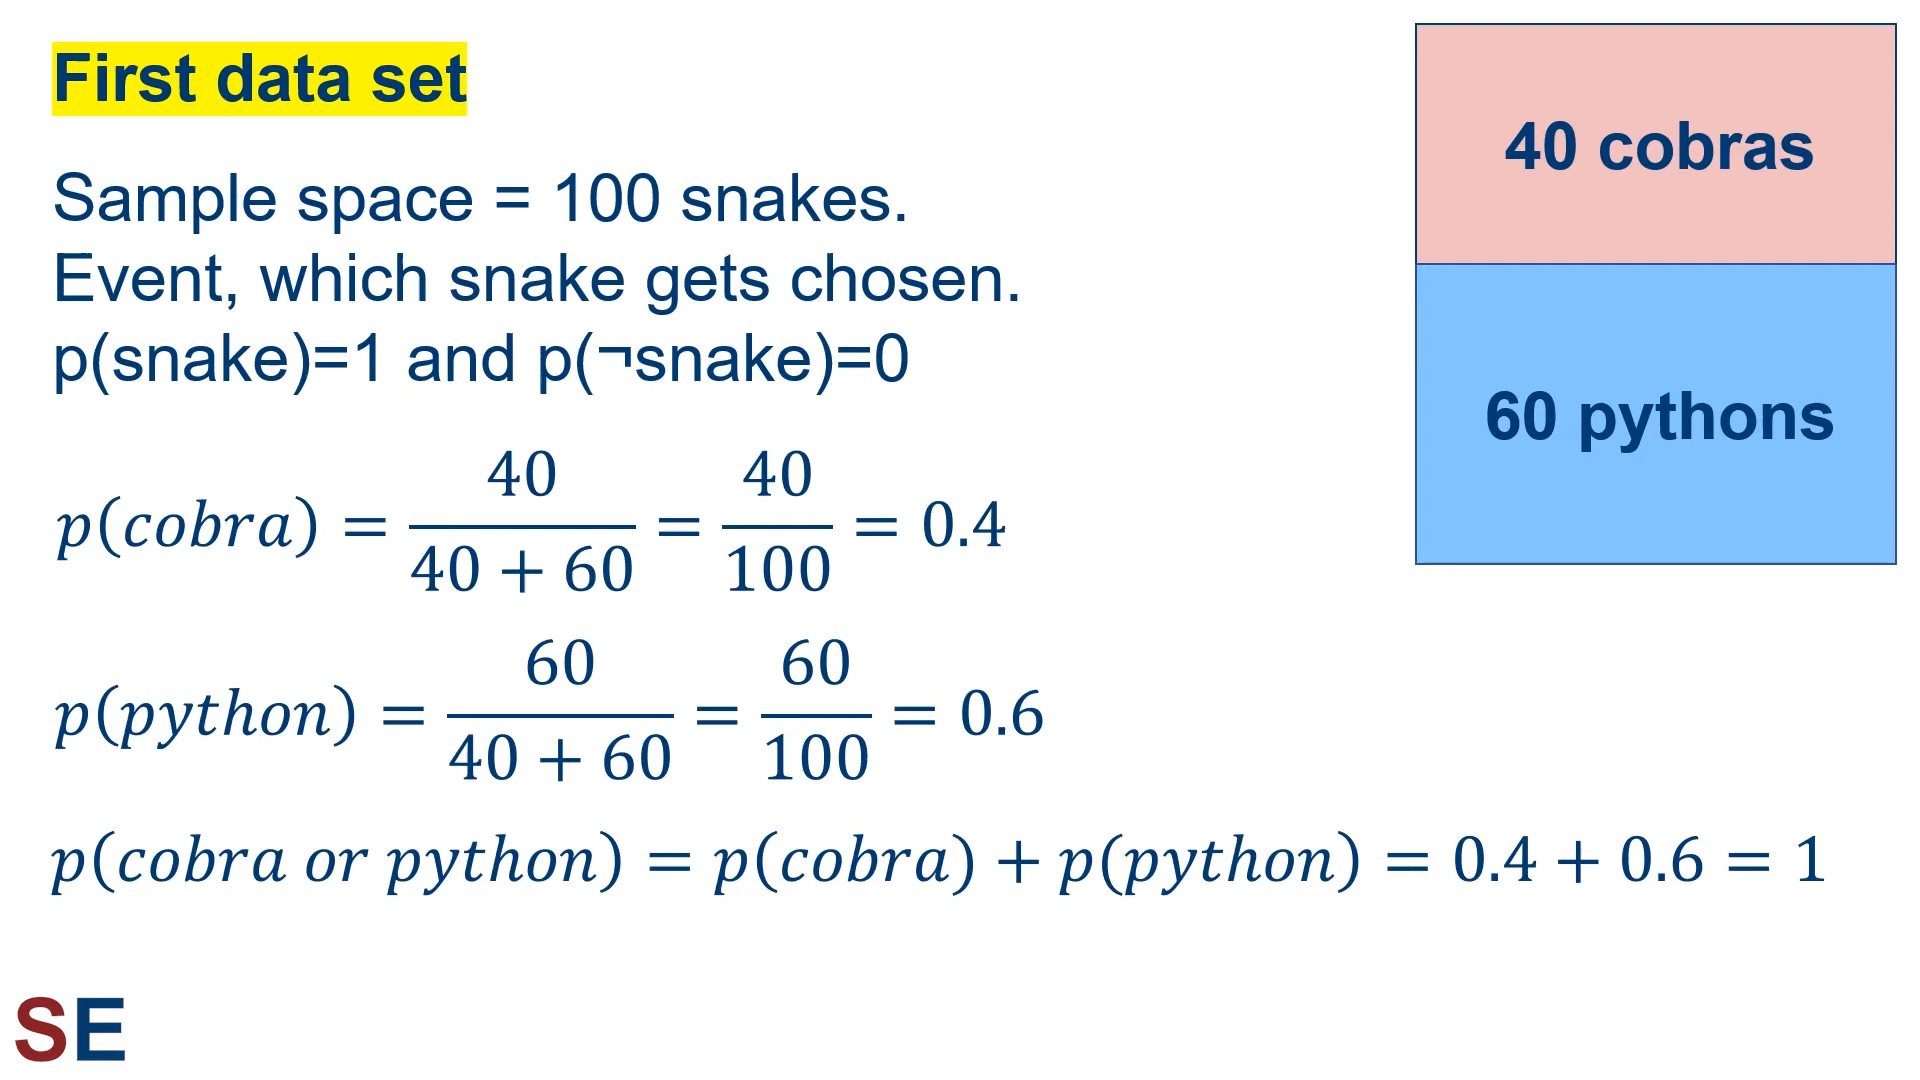 First data set
40 cobras
60 pythons
Sample space = 100 snakes.
Event, which snake gets chosen.
p(snake)=1 and p(¬snake)=0
p(cobra) = 40/(40 + 60) = 40/100 = 0.4
p(python) = 60/(40 + 60) = 60/100 = 0.6
p(cobra or python) = p(cobra) + p(python) = 0.4 + 0.6 = 1
SE